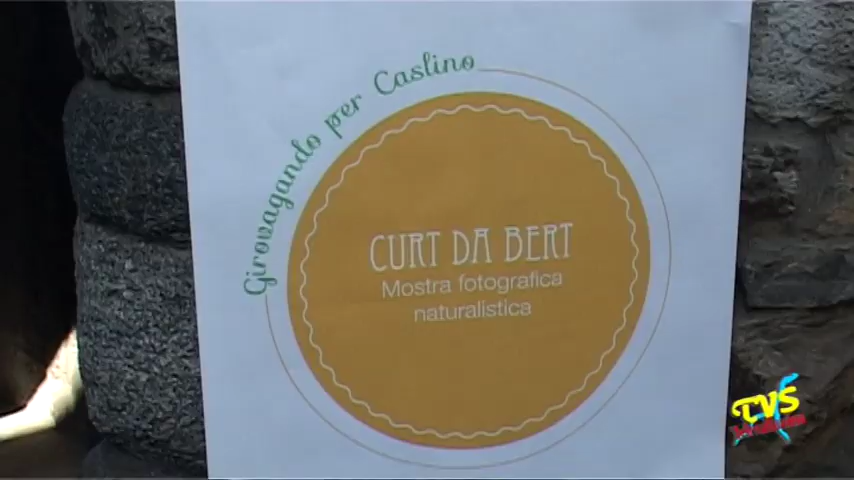 Girovagando per Caslino
CURT DA BERT
Mostra fotografica
naturalistica
TVS